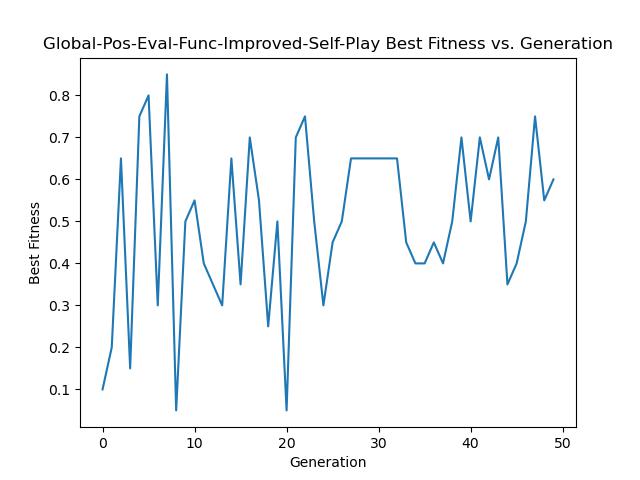 Global-Pos-Eval-Func-Improved-Self-Play Best Fitness vs. Generation
0.8
0.7
0.6
0.5
0.4
0.3
0.2
0.1
Best Fitness
0 10 20 30 40 50
Generation